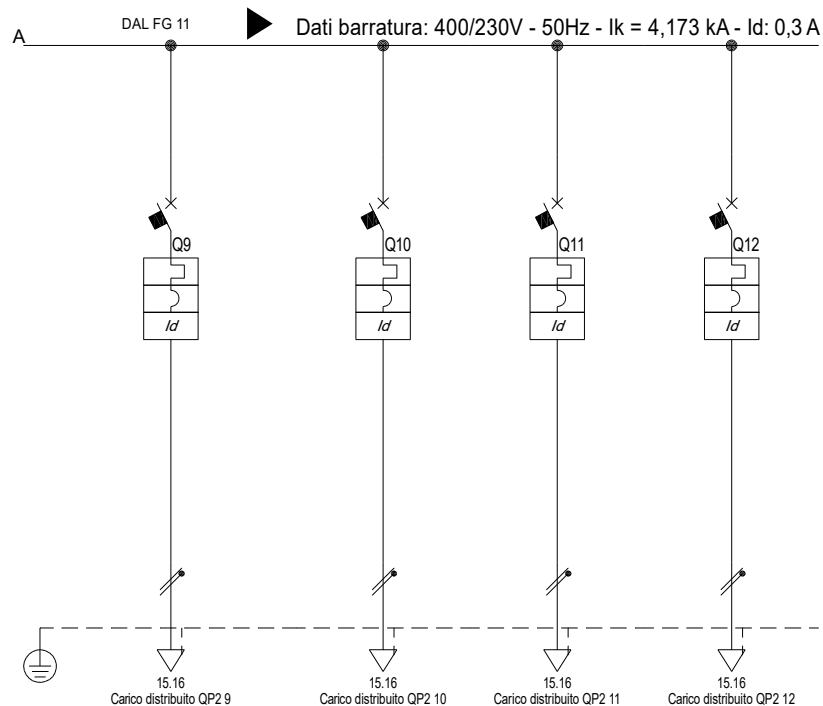 A
DAL FG 11
Dati barratura: 400/230V - 50Hz - Ik = 4,173 kA - Id: 0,3 A
Q9
Q10
Q11
Q12
Id
Id
Id
Id
15.16
Carico distribuito QP2 9
15.16
Carico distribuito QP2 10
15.16
Carico distribuito QP2 11
15.16
Carico distribuito QP2 12